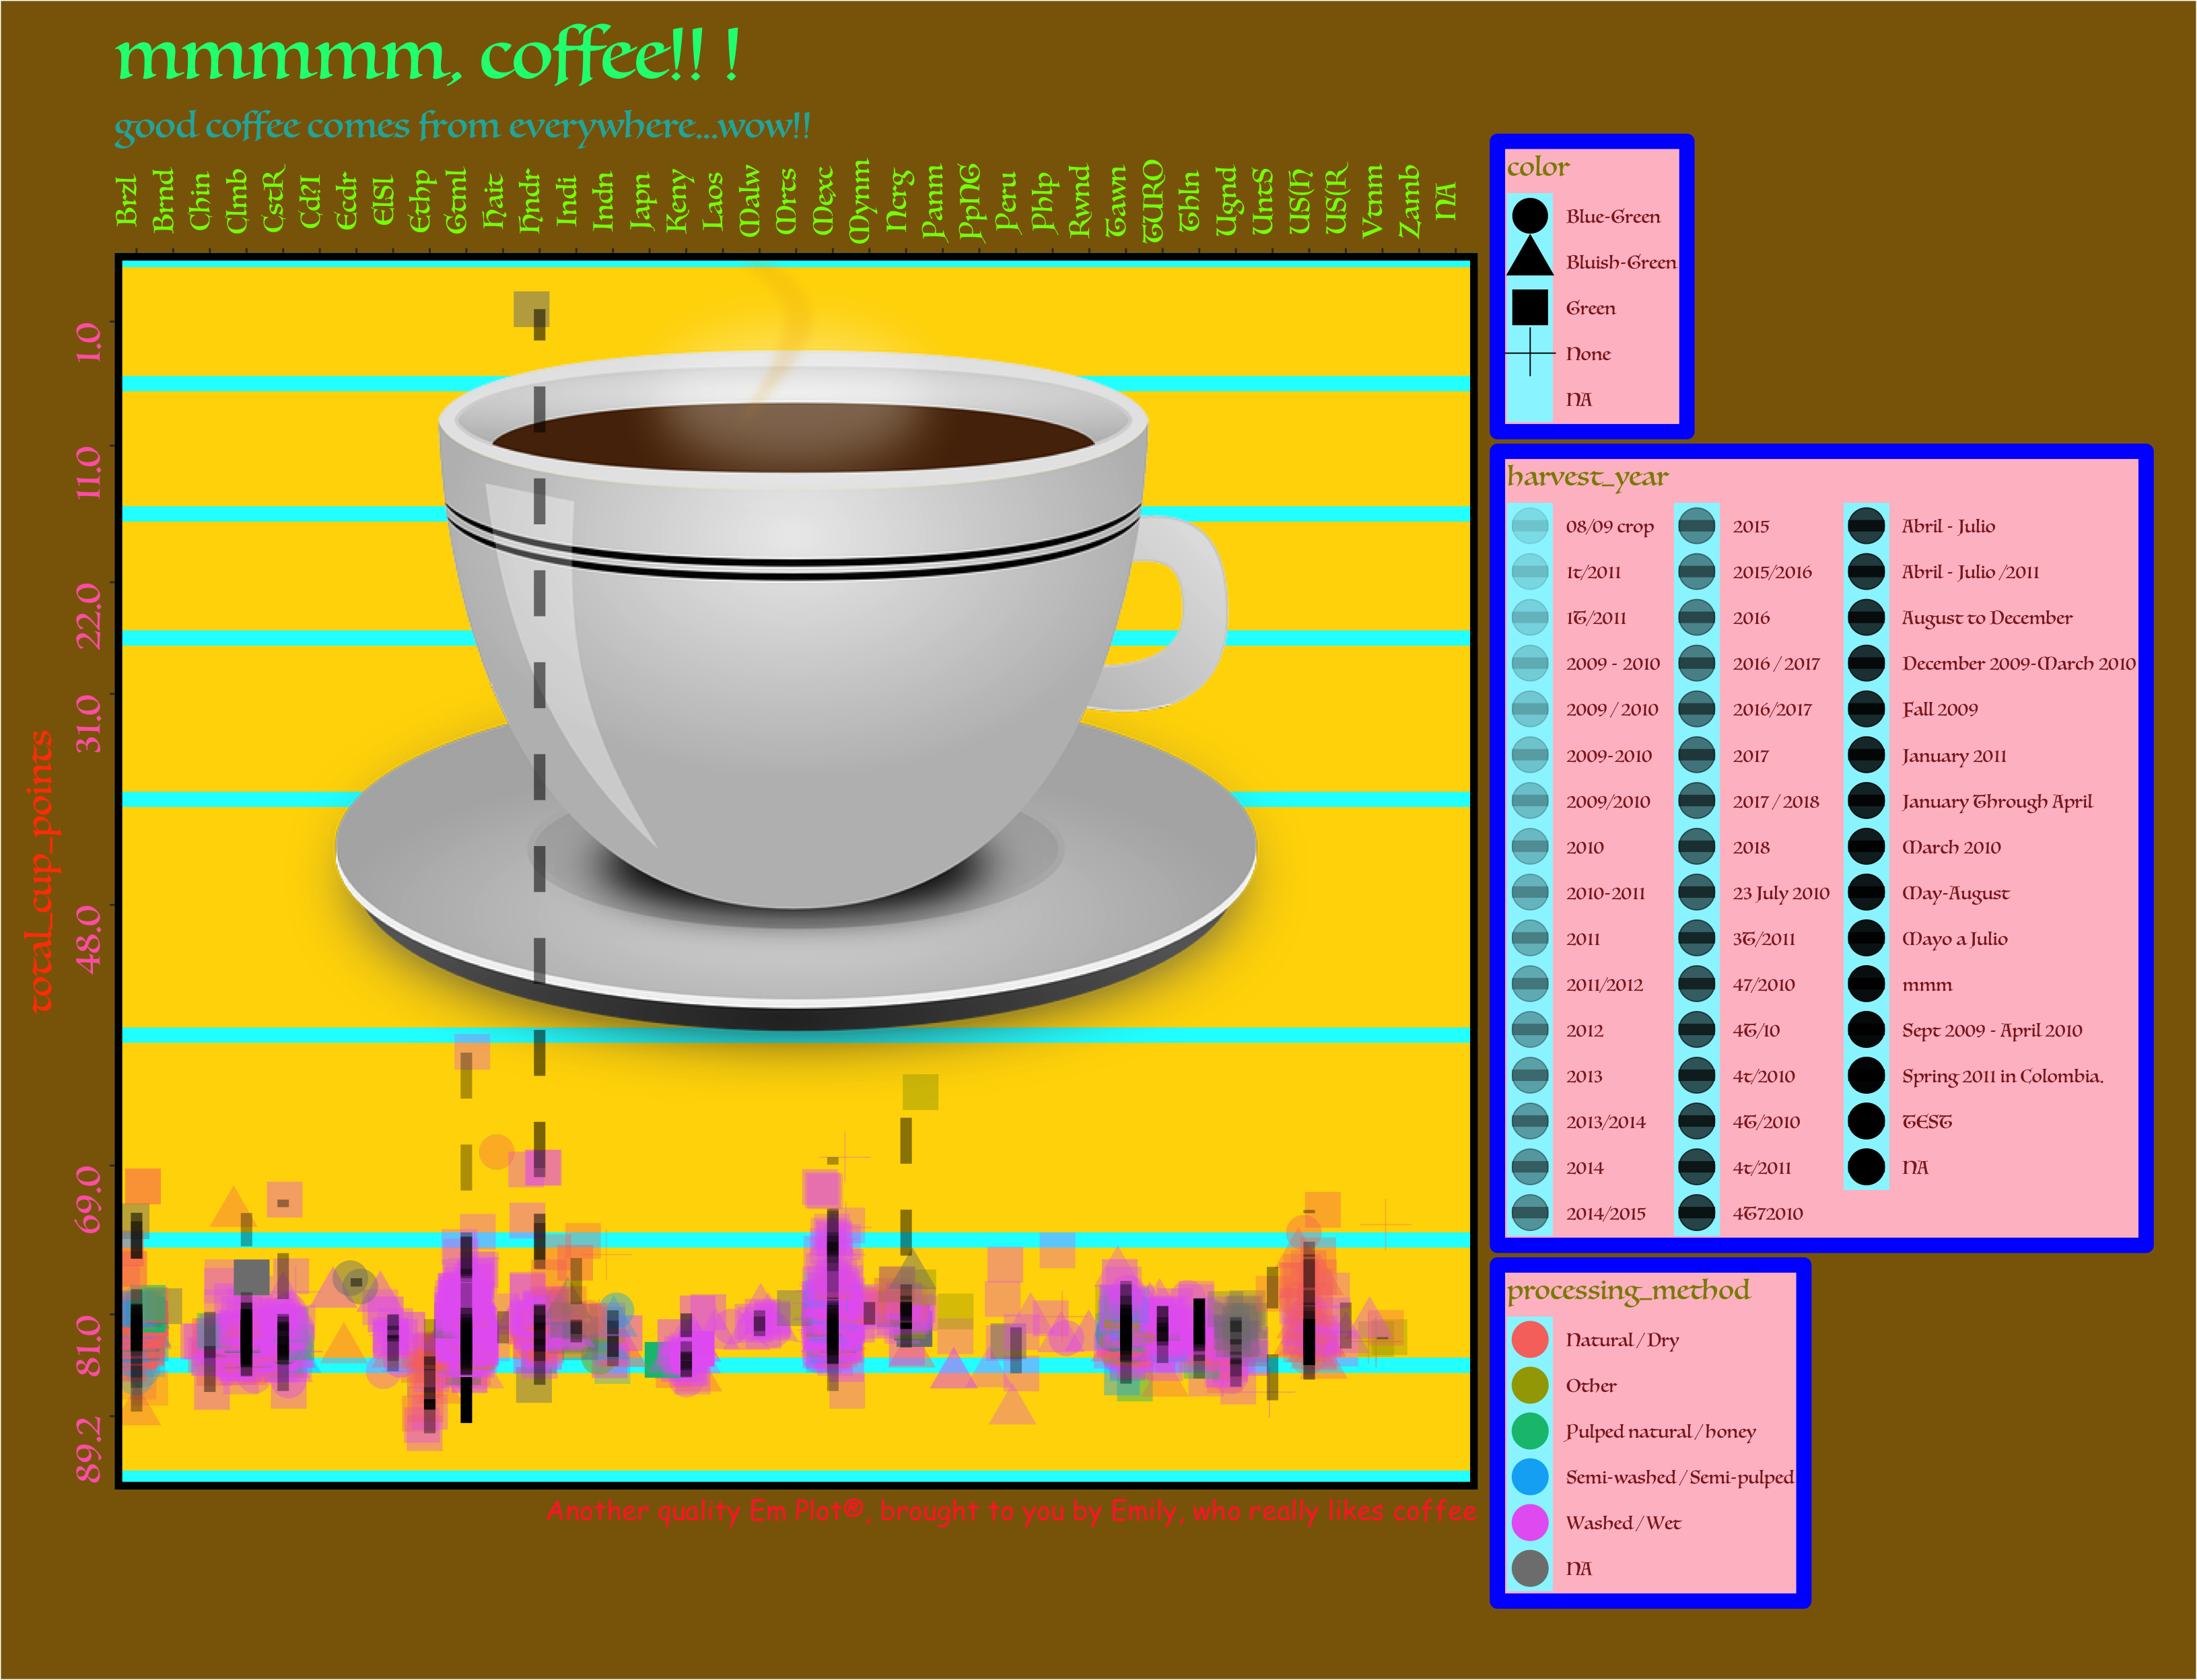 mmmmm, coffee!! !
good coffee comes from everywhere...wow!!
Brzl Brnd Chin Clmb CstR Cd?I Ecdr ElSl Ethp Gtml Hait Hndr Indi Indn Japn Keny Laos Malw Mrts Mexc Mynm Ncrg Panm PpNG Peru Phlp Rwnd Tawn TURO Thln Ugnd UntS US(H US(R Vtnm Zamb NA
total_cup_points
1.0
11.0
22.0
31.0
48.0
69.0
81.0
89.2
Another quality Em Plot®, brought to you by Emily, who really likes coffee
color
Blue-Green
Bluish-Green
Green
None
NA
harvest_year
08/09 crop
1t/2011
1T/2011
2009 - 2010
2009 / 2010
2009-2010
2009/2010
2010
2010-2011
2011
2011/2012
2012
2013
2013/2014
2014
2014/2015
2015
2015/2016
2016
2016 / 2017
2016/2017
2017
2017 / 2018
2018
23 July 2010
3T/2011
47/2010
4T/10
4t/2010
4T/2010
4t/2011
4T72010
Abril - Julio
Abril - Julio /2011
August to December
December 2009-March 2010
Fall 2009
January 2011
January Through April
March 2010
May-August
Mayo a Julio
mmm
Sept 2009 - April 2010
Spring 2011 in Colombia.
TEST
NA
processing_method
Natural / Dry
Other
Pulped natural / honey
Semi-washed / Semi-pulped
Washed / Wet
NA